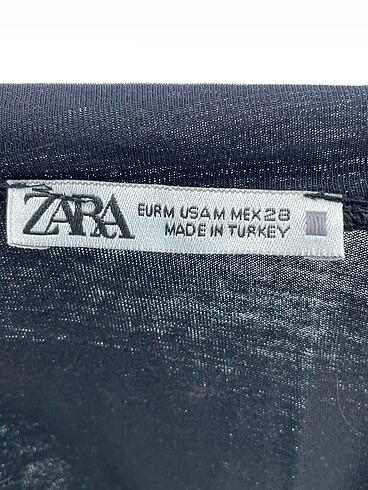 ZARA
EUR M USA M MEX 28
MADE IN TURKEY